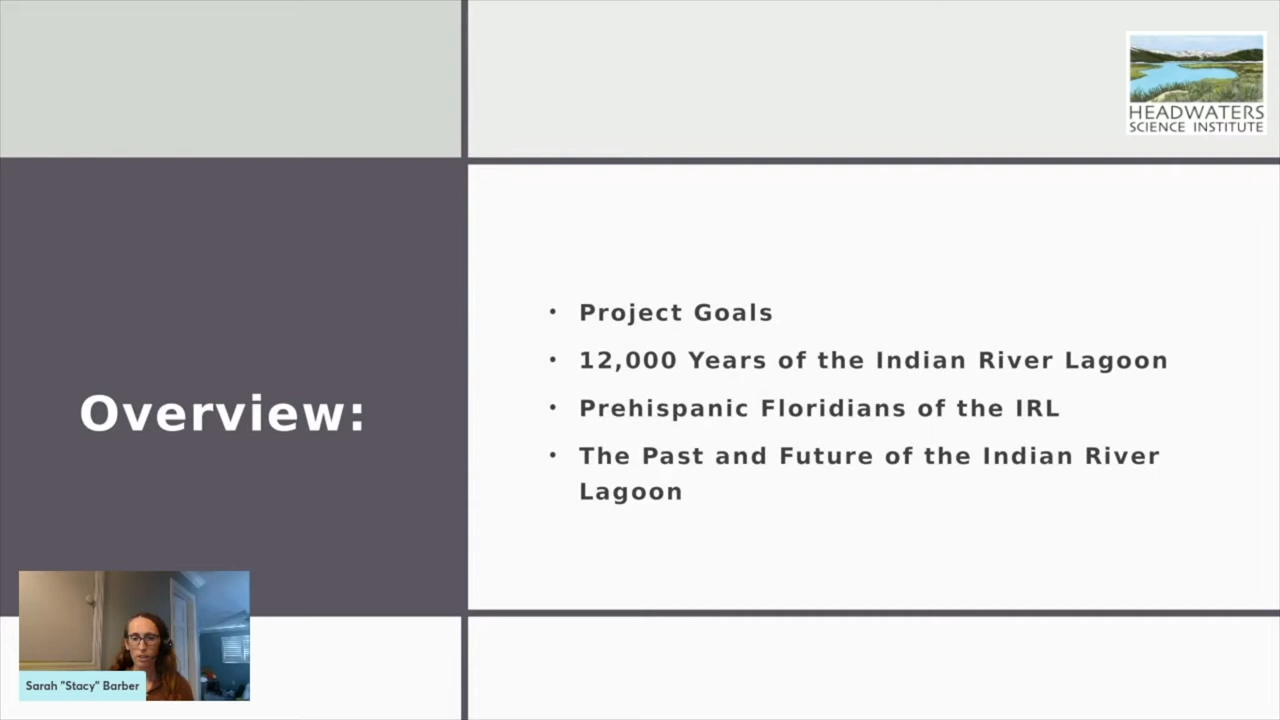 HEADWATERS
SCIENCE INSTITUTE
Overview:
• Project Goals
• 12,000 Years of the Indian River Lagoon
• Prehispanic Floridians of the IRL
• The Past and Future of the Indian River
Lagoon
Sarah "Stacy" Barber